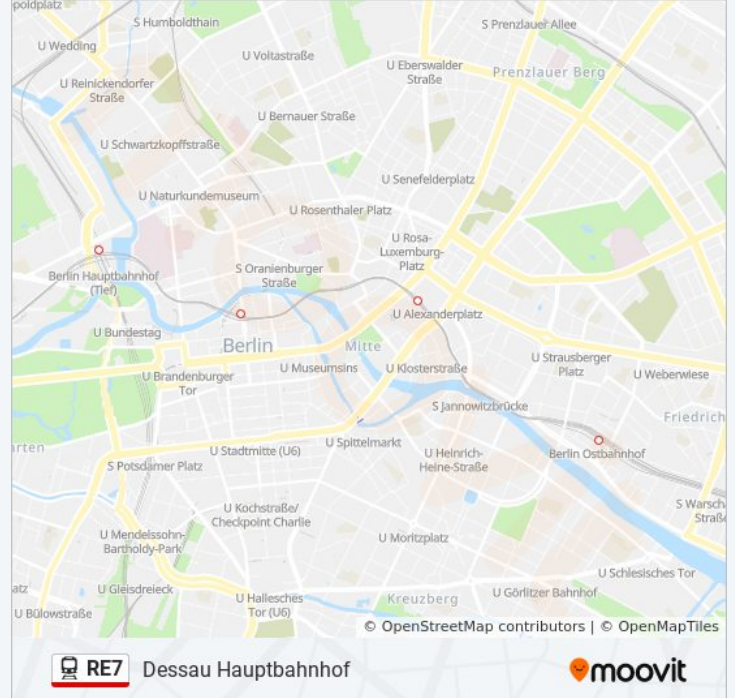 poldplatz
S Humboldthain
S Prenzlauer Allee
U Wedding
U Voltastraße
U Eberswalder
Straße
Prenzlauer Berg
U Reinickendorfer
Straße
U Bernauer Straße
U Schwartzkopffstraße
U Senefelderplatz
U Naturkundemuseum
U Rosenthaler Platz
U Rosa-
Luxemburg-
Platz
Berlin Hauptbahnhof
(Tief)
S Oranienburger
Straße
U Alexanderplatz
U Bundestag
Berlin
Mitte
U Strausberger
Platz
U Museumsins
U Klosterstraße
U Weberwiese
U Brandenburger
Tor
S Jannowitzbrücke
Friedrich
arten
U Stadtmitte (U6)
U Spittelmarkt
U Heinrich-
Heine-Straße
Berlin Ostbahnhof
S Potsdamer Platz
S Warsch
Straße
U Kochstraße/
Checkpoint Charlie
U Mendelssohn-
Bartholdy-Park
U Moritzplatz
U Schlesisches Tor
atz
U Gleisdreieck
U Hallesches
Tor (U6)
Kreuzberg
U Görlitzer Bahnhof
U Bülowstraße
© OpenStreetMap contributors | © OpenMapTiles
RE7 Dessau Hauptbahnhof
moovit